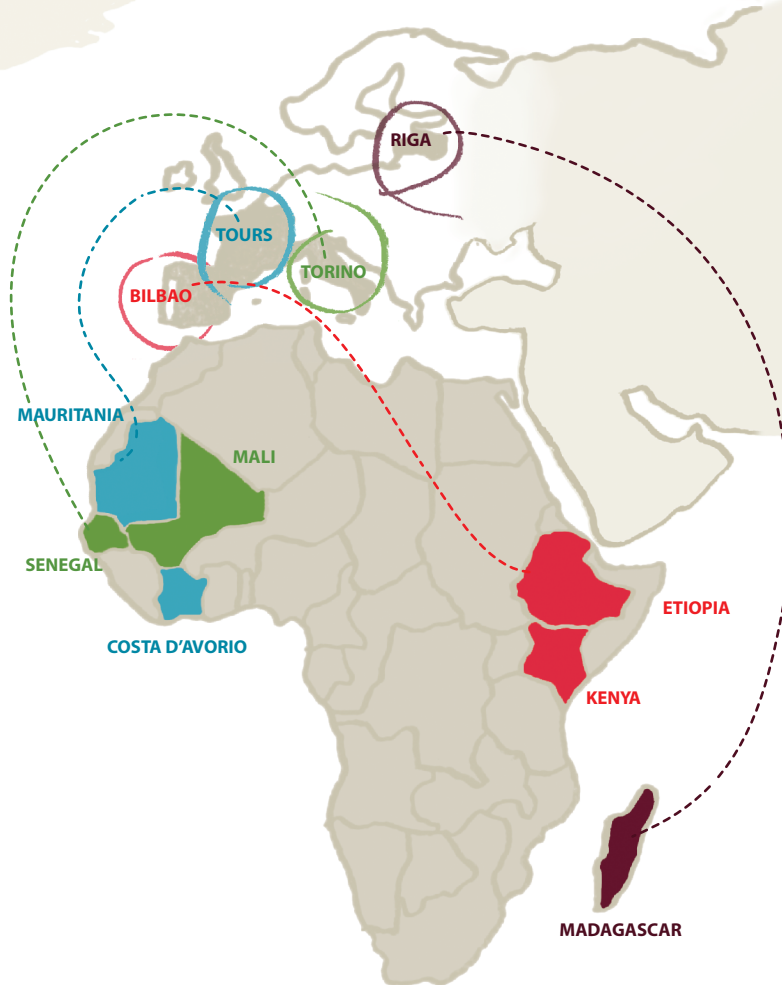 RIGA
TOURS
TORINO
BILBAO
MAURITANIA
MALI
SENEGAL
ETIOPIA
COSTA D'AVORIO
KENYA
MADAGASCAR